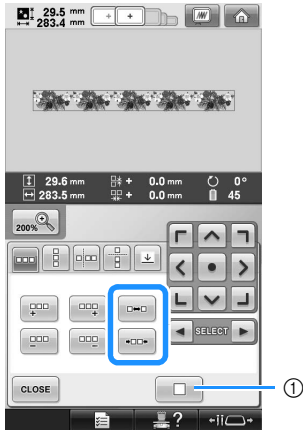 29.5 mm
283.4 mm
29.6 mm
+ 0.0 mm
0°
283.5 mm
+ 0.0 mm
45
200%
SELECT
CLOSE
①
?